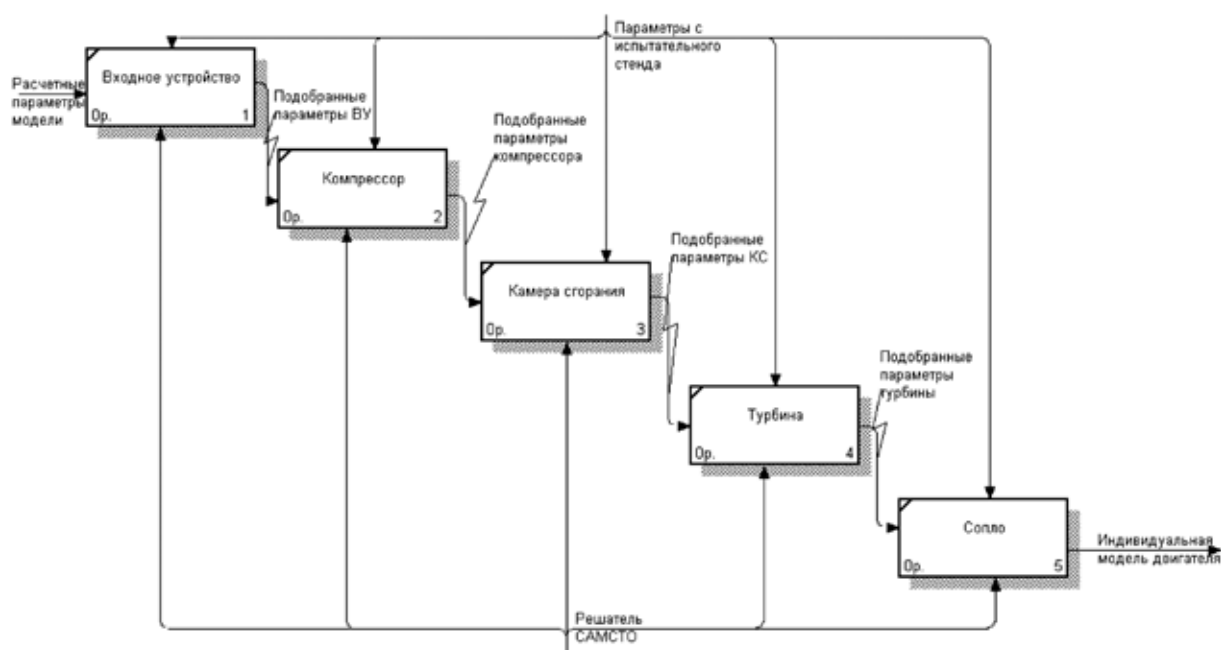 Параметры с
испытательного
стенда
Входное устройство
0р. 1
Расчетные
параметры
модели
Подобранные
параметры ВУ
Компрессор
0р. 2
Подобранные
параметры
компрессора
Камера сгорания
0р. 3
Подобранные
параметры КС
Турбина
0р. 4
Подобранные
параметры
турбины
Сопло
0р. 5
Индивидуальная
модель двигателя
Решатель
САМСТО